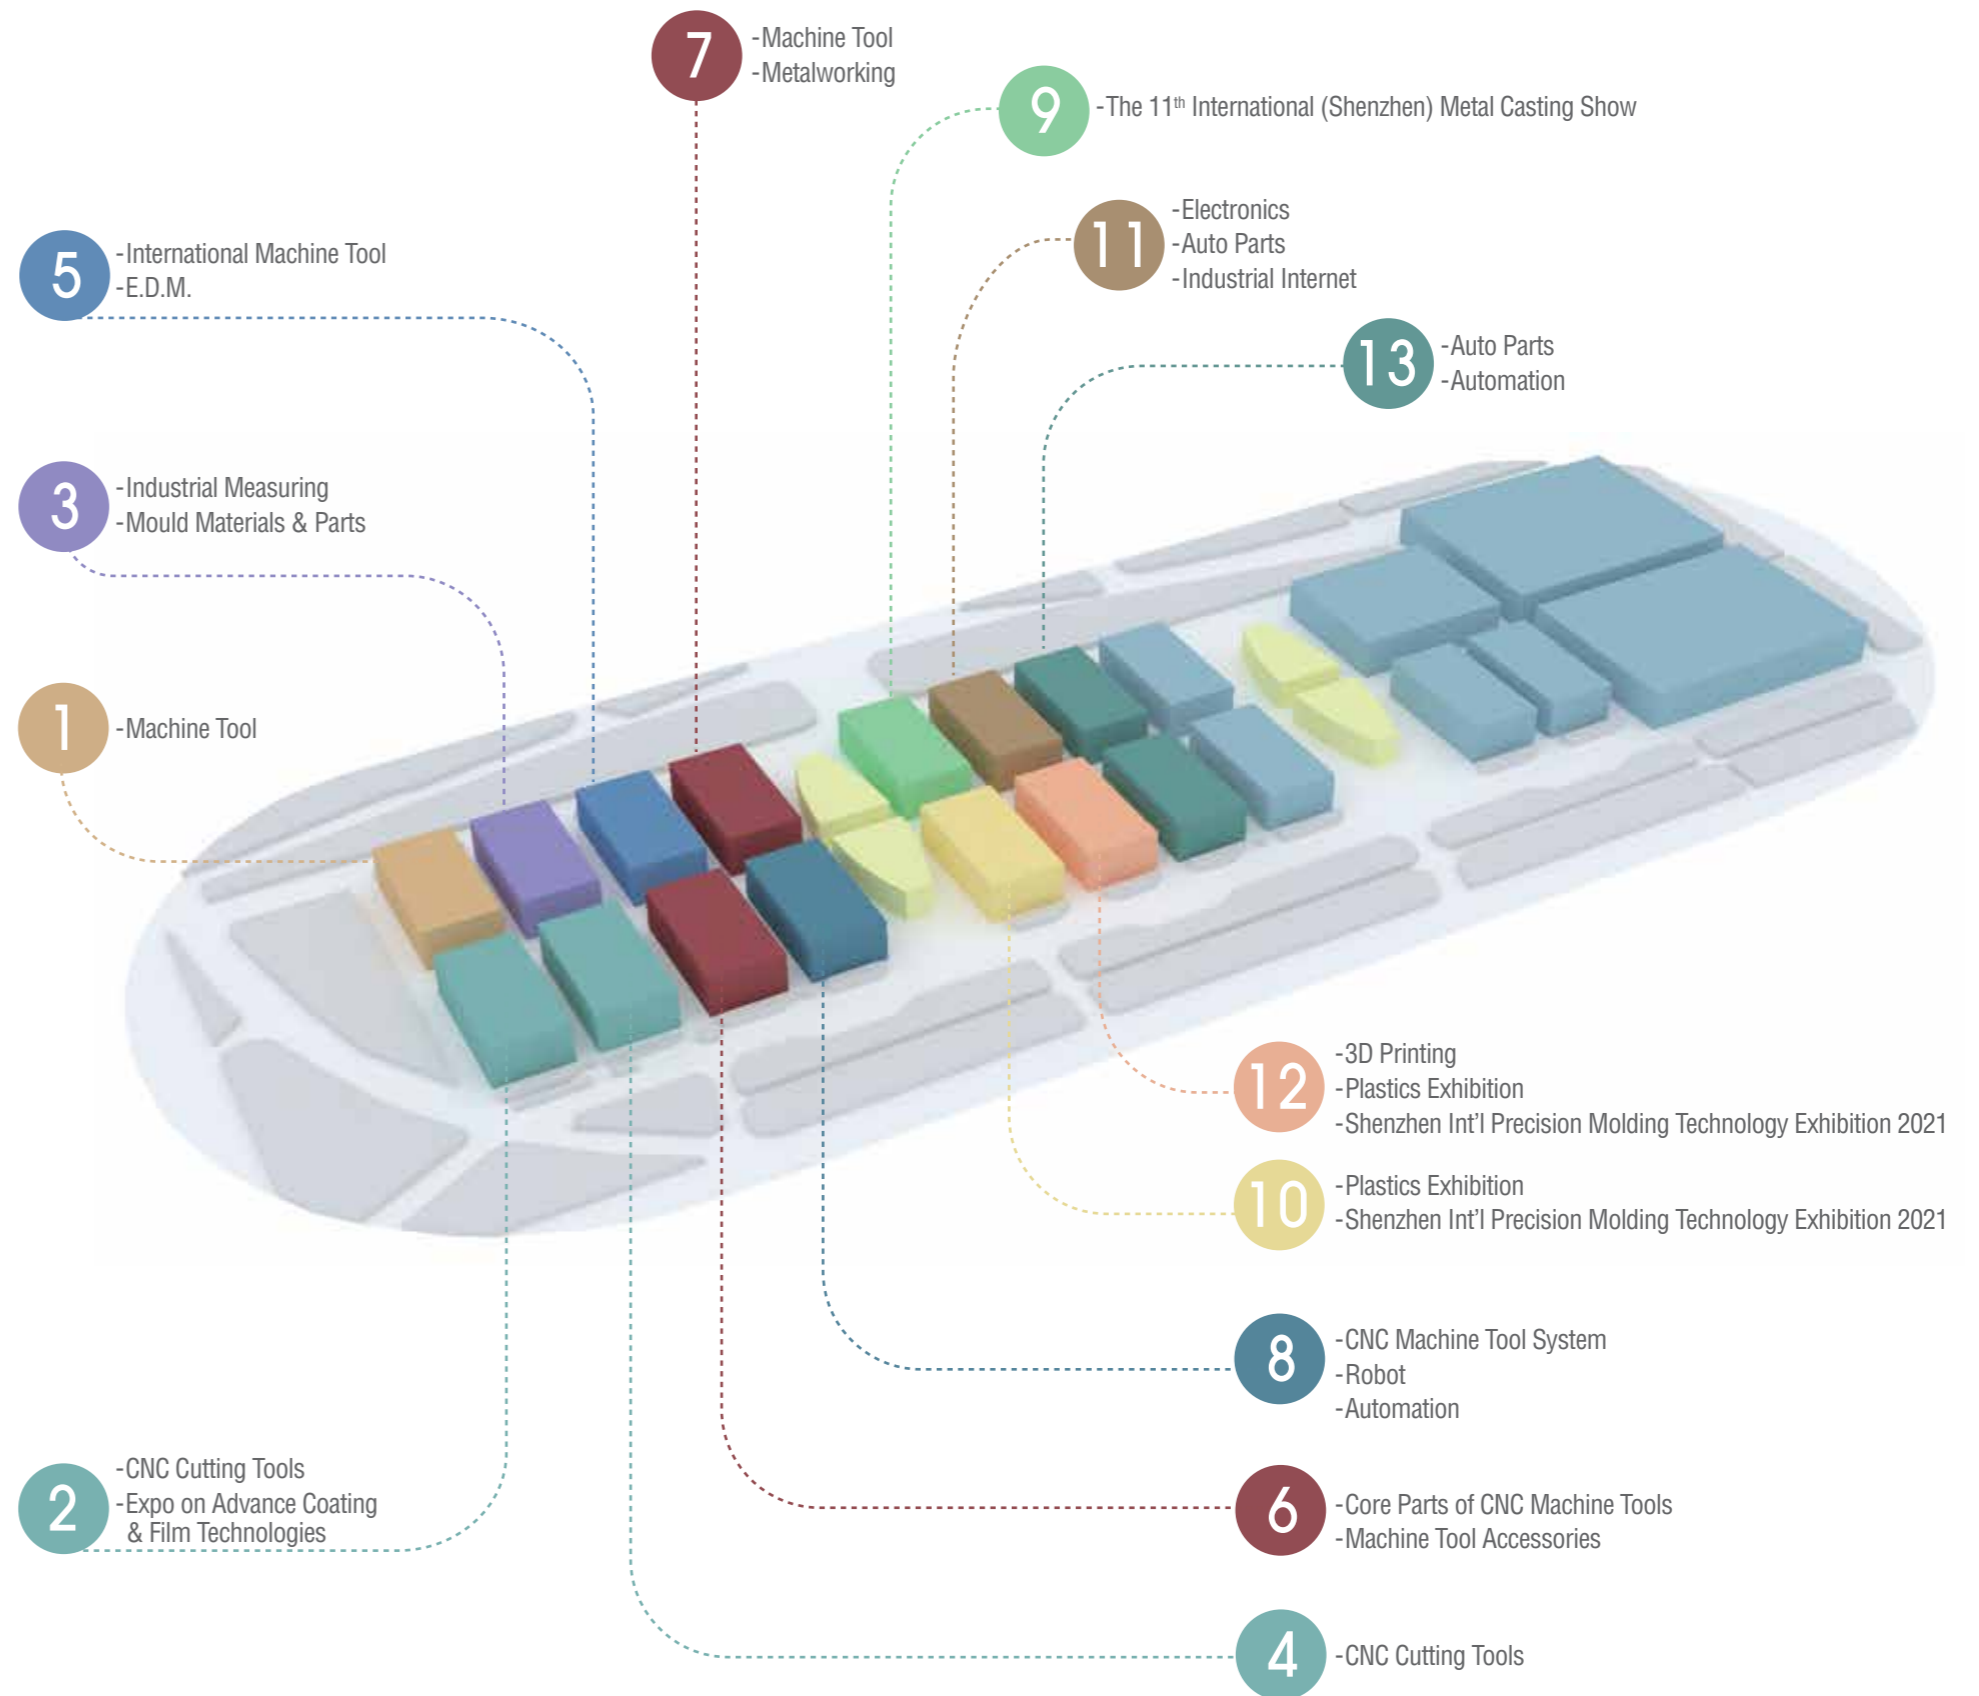 7
-Machine Tool
-Metalworking
9
-The 11th International (Shenzhen) Metal Casting Show
11
-Electronics
-Auto Parts
-Industrial Internet
5
-International Machine Tool
-E.D.M.
13
-Auto Parts
-Automation
3
-Industrial Measuring
-Mould Materials & Parts
1
-Machine Tool
12
-3D Printing
-Plastics Exhibition
-Shenzhen Int'l Precision Molding Technology Exhibition 2021
10
-Plastics Exhibition
-Shenzhen Int'l Precision Molding Technology Exhibition 2021
8
-CNC Machine Tool System
-Robot
-Automation
2
-CNC Cutting Tools
-Expo on Advance Coating
& Film Technologies
6
-Core Parts of CNC Machine Tools
-Machine Tool Accessories
4
-CNC Cutting Tools